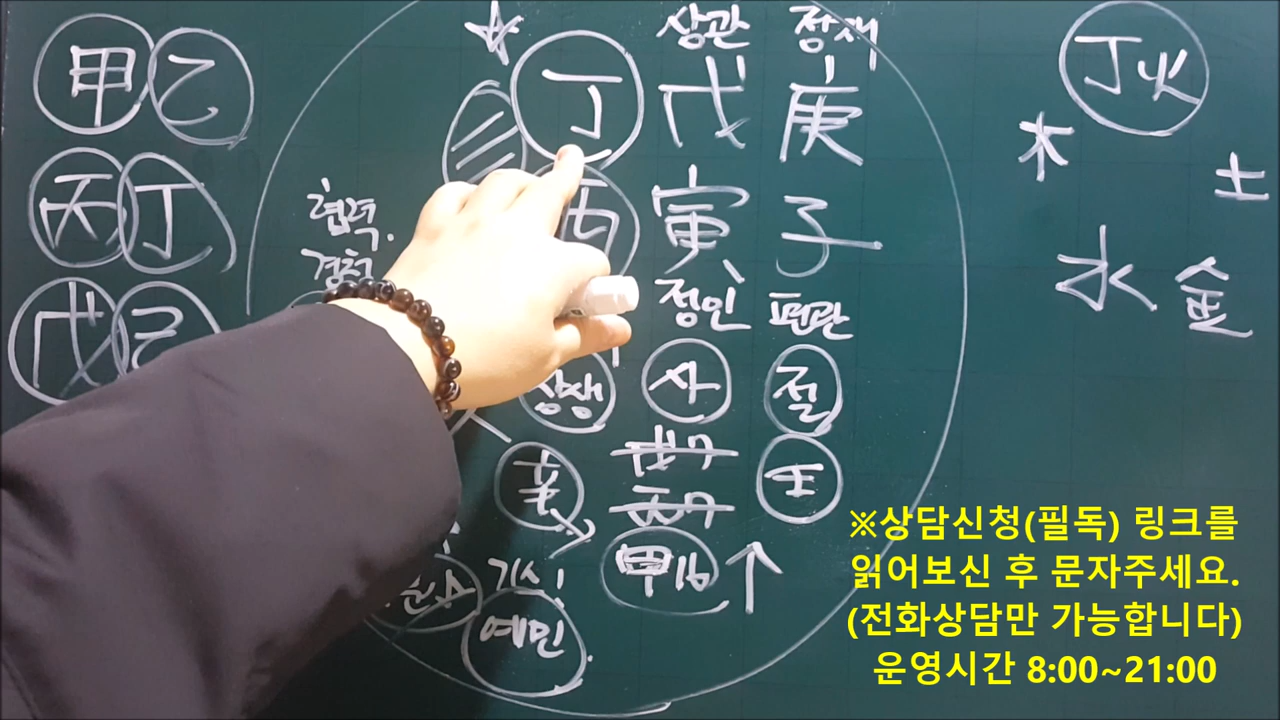 甲 乙
丙 丁
戊 己
상관 정재
丁 戊 庚
寅 子
협력.
정인 편관
사 절
辛 壬
甲16
예민
丁火
木
土
水 金
※상담신청(필독) 링크를
읽어보신 후 문자주세요.
(전화상담만 가능합니다)
운영시간 8:00~21:00